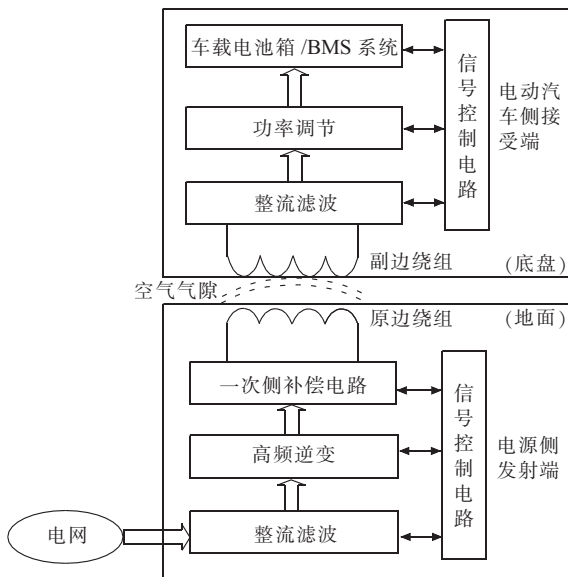 车载电池箱/BMS 系统
功率调节
整流滤波
信号控制电路
电动汽
车侧接
受端
副边绕组
(底盘)
空气气隙
原边绕组
(地面)
一次侧补偿电路
高频逆变
整流滤波
信号控制电路
电源侧
发射端
电网